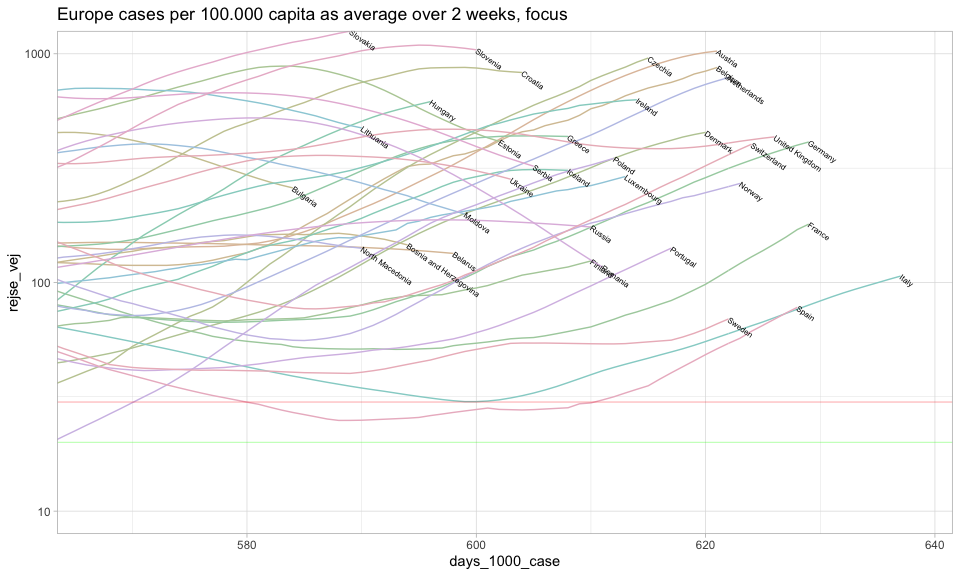 Europe cases per 100.000 capita as average over 2 weeks, focus
rejse_vej
1000
100
10
Slovakia
Slovenia
Croatia
Czechia
Austria
Belgium
Netherlands
Ireland
Hungary
Lithuania
Estonia
Greece
Denmark
United Kingdom
Germany
Switzerland
Poland
Serbia
Iceland
Ukraine
Luxembourg
Norway
Bulgaria
Moldova
Russia
France
North Macedonia
Bosnia and Herzegovina
Belarus
Finland
Romania
Portugal
Italy
Spain
Sweden
580
600
620
640
days_1000_case